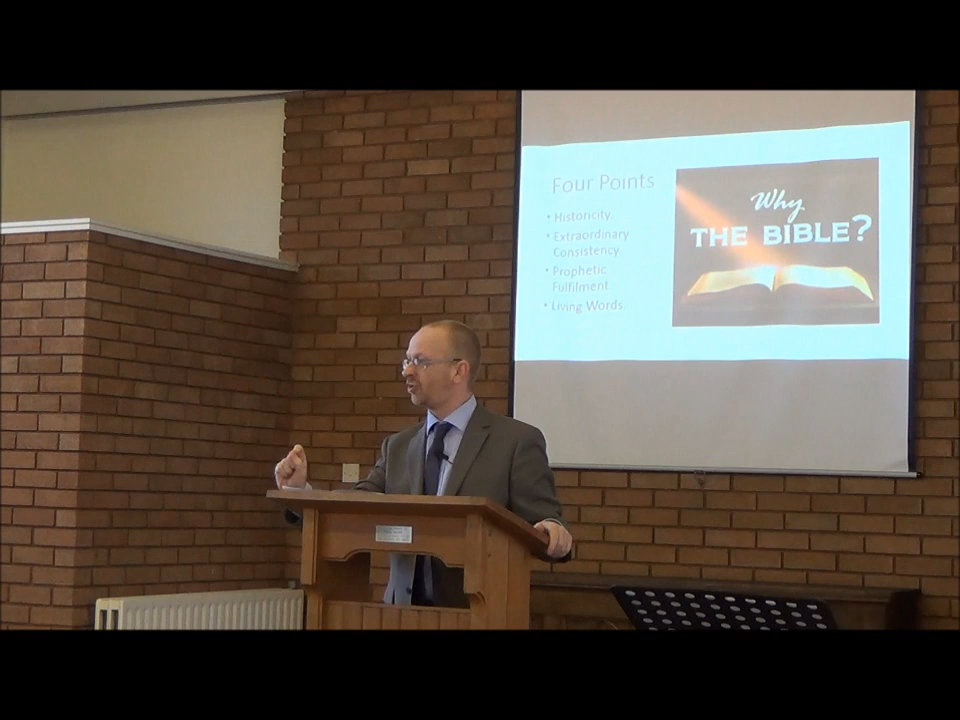 Four Points
• Historicity.
• Extraordinary
Consistency.
• Prophetic
Fulfilment.
• Living Words
Why
THE BIBLE?